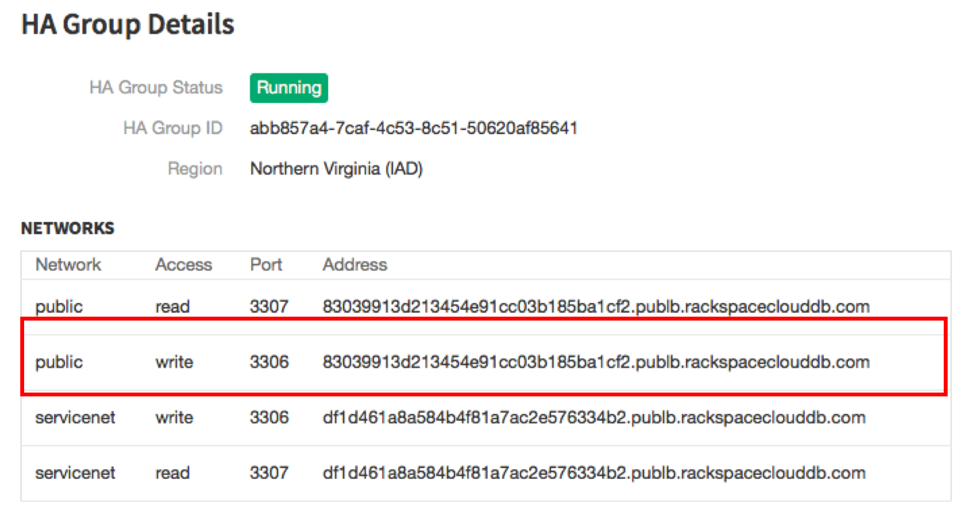 HA Group Details
HA Group Status Running
HA Group ID abb857a4-7caf-4c53-8c51-50620af85641
Region Northern Virginia (IAD)
NETWORKS
Network Access Port Address
public read 3307 83039913d213454e91cc03b185ba1cf2.publb.rackspaceclouddb.com
public write 3306 83039913d213454e91cc03b185ba1cf2.publb.rackspaceclouddb.com
servicenet write 3306 df1d461a8a584b4f81a7ac2e576334b2.publb.rackspaceclouddb.com
servicenet read 3307 df1d461a8a584b4f81a7ac2e576334b2.publb.rackspaceclouddb.com